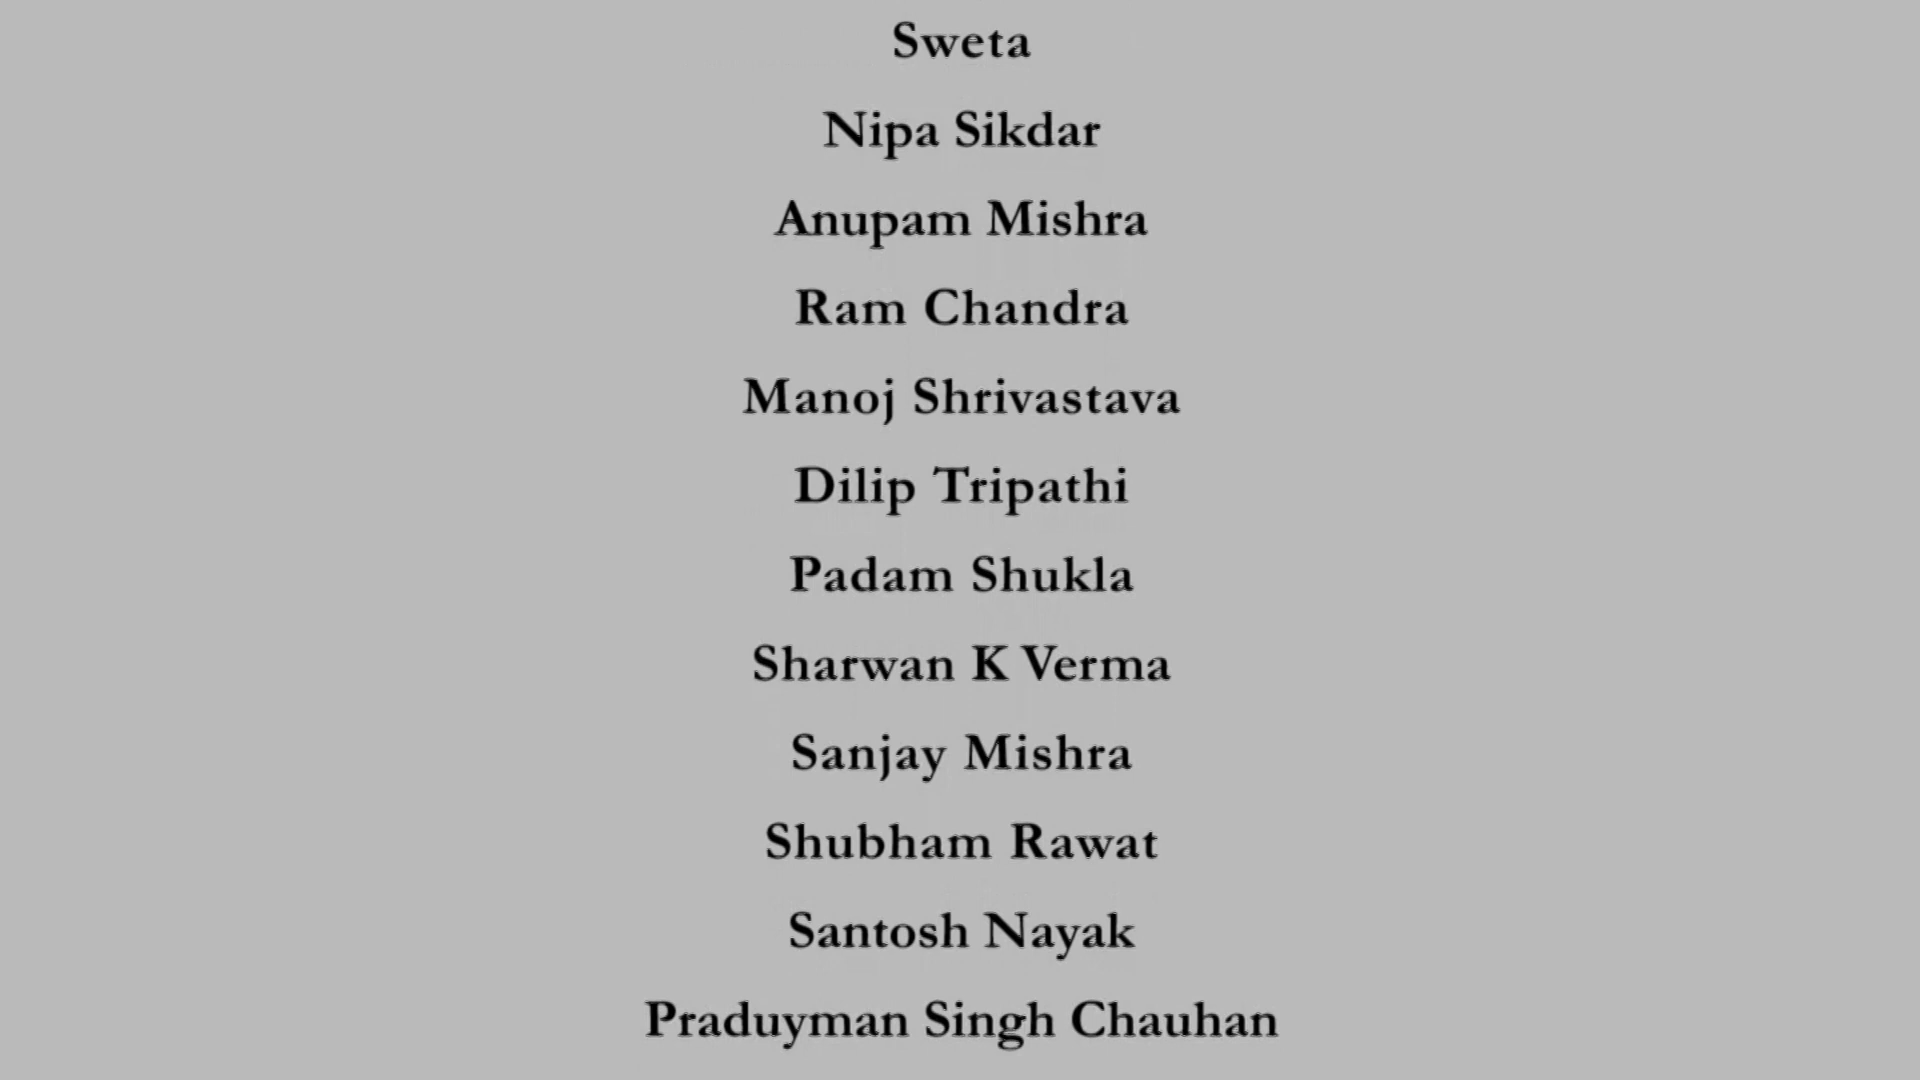 Sweta
Nipa Sikdar
Anupam Mishra
Ram Chandra
Manoj Shrivastava
Dilip Tripathi
Padam Shukla
Sharwan K Verma
Sanjay Mishra
Shubham Rawat
Santosh Nayak
Praduyman Singh Chauhan